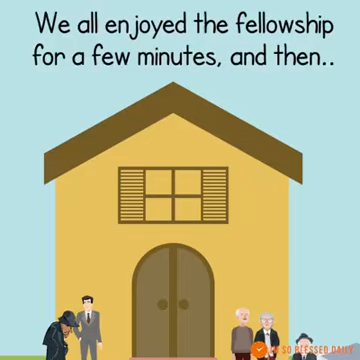 We all enjoyed the fellowship
for a few minutes, and then..
SO BLESSED DAILY